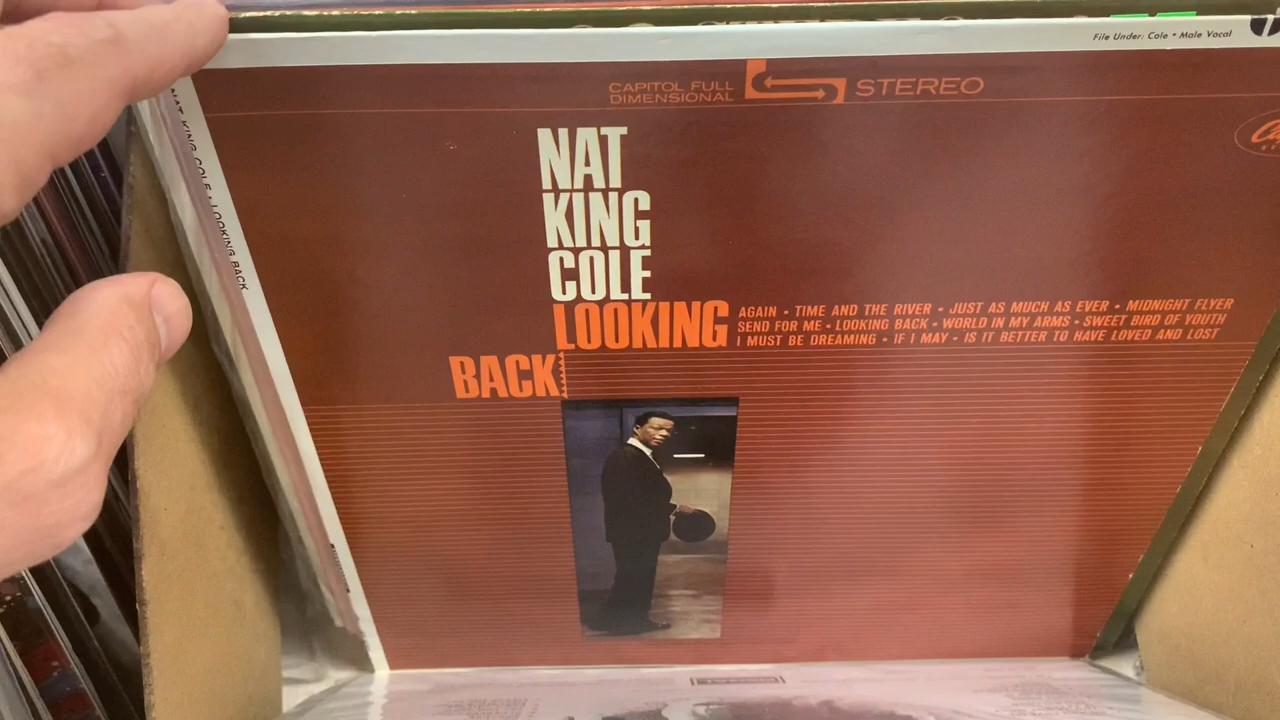 File Under: Cole • Male Vocal
CAPITOL FULL
DIMENSIONAL
STEREO
NAT
KING
COLE
LOOKING
BACK
AGAIN • TIME AND THE RIVER • JUST AS MUCH AS EVER • MIDNIGHT FLYER
SEND FOR ME • LOOKING BACK • WORLD IN MY ARMS • SWEET BIRD OF YOUTH
I MUST BE DREAMING • IF I MAY • IS IT BETTER TO HAVE LOVED AND LOST
NAT KING COLE • LOOKING BACK